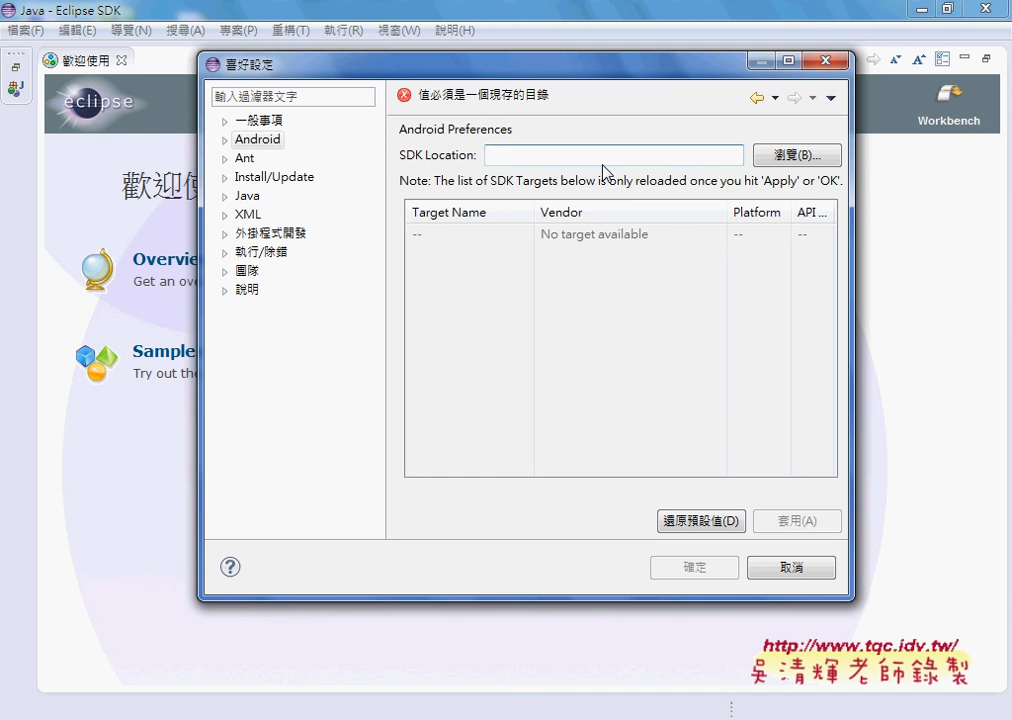 Java - Eclipse SDK
檔案(F) 編輯(E) 導覽(N) 搜尋(A) 專案(P) 重構(T) 執行(R) 視窗(W) 說明(H)
歡迎使用
eclipse
Workbench
歡迎使
Overvie
Get an ove
Sample
Try out the
喜好設定
輸入過濾器文字
一般事項
Android
Ant
Install/Update
Java
XML
外掛程式開發
執行/除錯
團隊
說明
值必須是一個現存的目錄
Android Preferences
SDK Location:
瀏覽(B)...
Note: The list of SDK Targets below is only reloaded once you hit 'Apply' or 'OK'.
Target Name Vendor Platform API ...
-- No target available -- --
還原預設值(D) 套用(A)
確定 取消
http://www.tqc.idv.tw/
吳清輝老師錄製